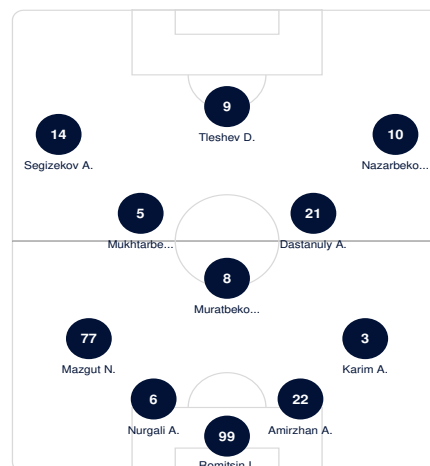 9
Tleshev D.
14
Segizekov A.
10
Nazarbeko...
5
Mukhtarbe...
21
Dastanuly A.
8
Muratbeko...
77
Mazgut N.
3
Karim A.
6
Nurgali A.
22
Amirzhan A.
99